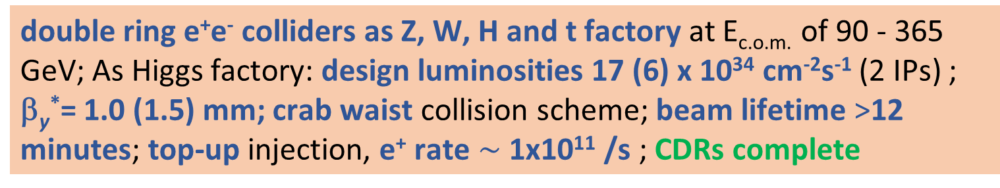 double ring e⁺e⁻ colliders as Z, W, H and t factory at E_c.o.m. of 90 - 365
GeV; As Higgs factory: design luminosities 17 (6) x 10³⁴ cm⁻²s⁻¹ (2 IPs) ;
β_y*= 1.0 (1.5) mm; crab waist collision scheme; beam lifetime >12
minutes; top-up injection, e⁺ rate ~ 1x10¹¹ /s ; CDRs complete